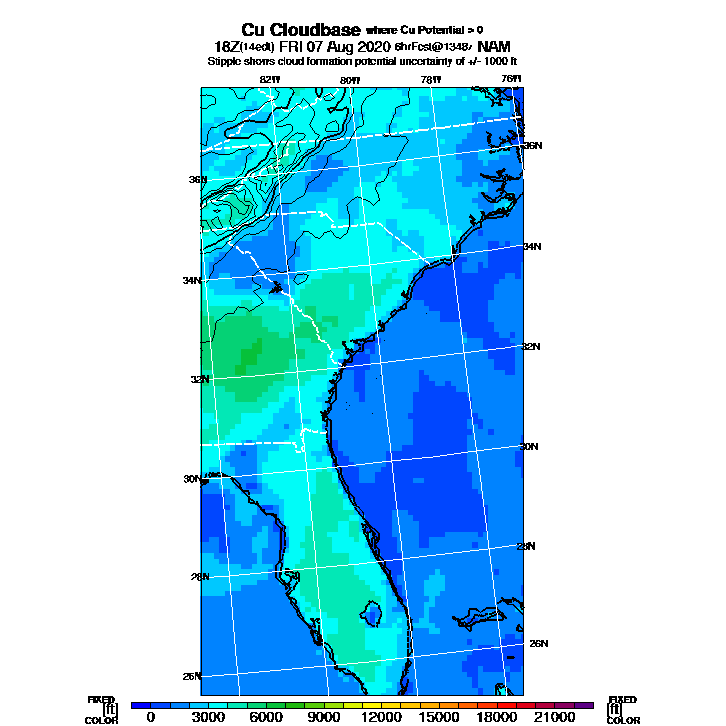 Cu Cloudbase where Cu Potential > 0
18Z(14edt) FRI 07 Aug 2020 6hrFcst@1348z NAM
Stipple shows cloud formation potential uncertainty of +/- 1000 ft
82W 80W 78W 76W
36N
36N
34N
34N
32N
32N
30N
30N
28N
28N
26N
26N
FIXED FIXED
[ft] [ft]
COLOR COLOR
0 3000 6000 9000 12000 15000 18000 21000